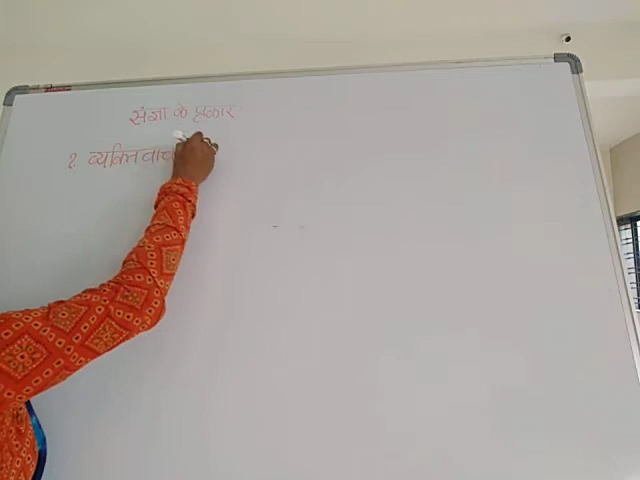 संज्ञा के प्रकार
१ व्यक्तिवाच